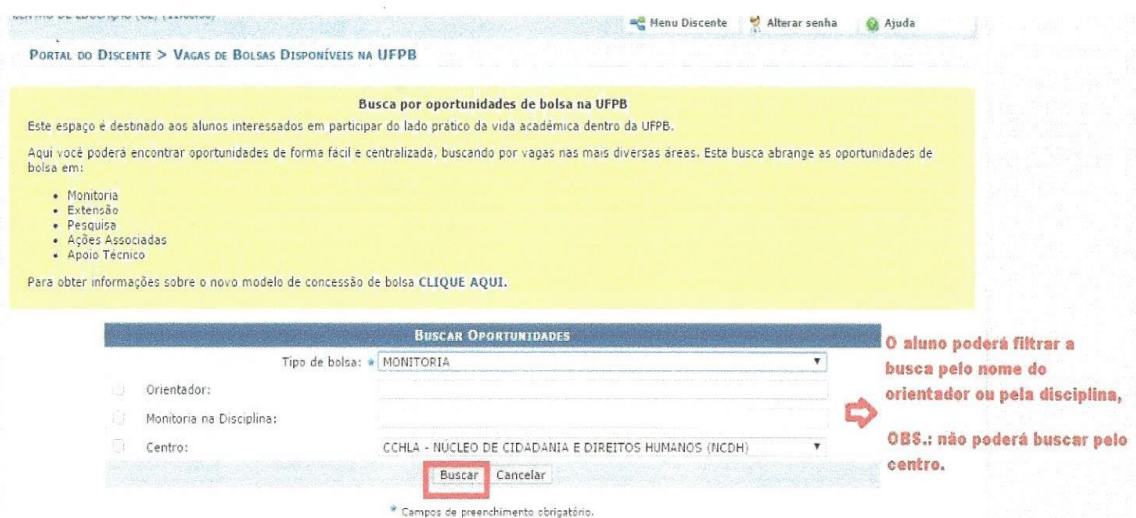 Menu Discente Alterar senha Ajuda
PORTAL DO DISCENTE > VAGAS DE BOLSAS DISPONÍVEIS NA UFPB
Busca por oportunidades de bolsa na UFPB
Este espaço é destinado aos alunos interessados em participar do lado prático da vida acadêmica dentro da UFPB.
Aqui você poderá encontrar oportunidades de forma fácil e centralizada, buscando por vagas nas mais diversas áreas. Esta busca abrange as oportunidades de
bolsa em:
• Monitoria
• Extensão
• Pesquisa
• Ações Associadas
• Apoio Técnico
Para obter informações sobre o novo modelo de concessão de bolsa CLIQUE AQUI.
BUSCAR OPORTUNIDADES
Tipo de bolsa: * MONITORIA
Orientador:
Monitoria na Disciplina:
Centro: CCHLA - NÚCLEO DE CIDADANIA E DIREITOS HUMANOS (NCDH)
Buscar Cancelar
* Campos de preenchimento obrigatório.
O aluno poderá filtrar a
busca pelo nome do
orientador ou pela disciplina,
OBS.: não poderá buscar pelo
centro.